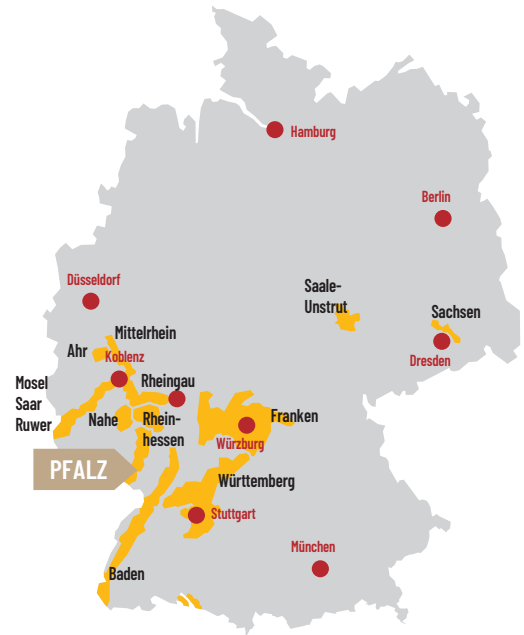 Hamburg
Berlin
Düsseldorf
Saale-
Unstrut
Sachsen
Mittelrhein
Ahr
Koblenz
Dresden
Mosel
Saar
Ruwer
Rheingau
Nahe
Rhein-
hessen
Franken
Würzburg
PFALZ
Württemberg
Stuttgart
München
Baden